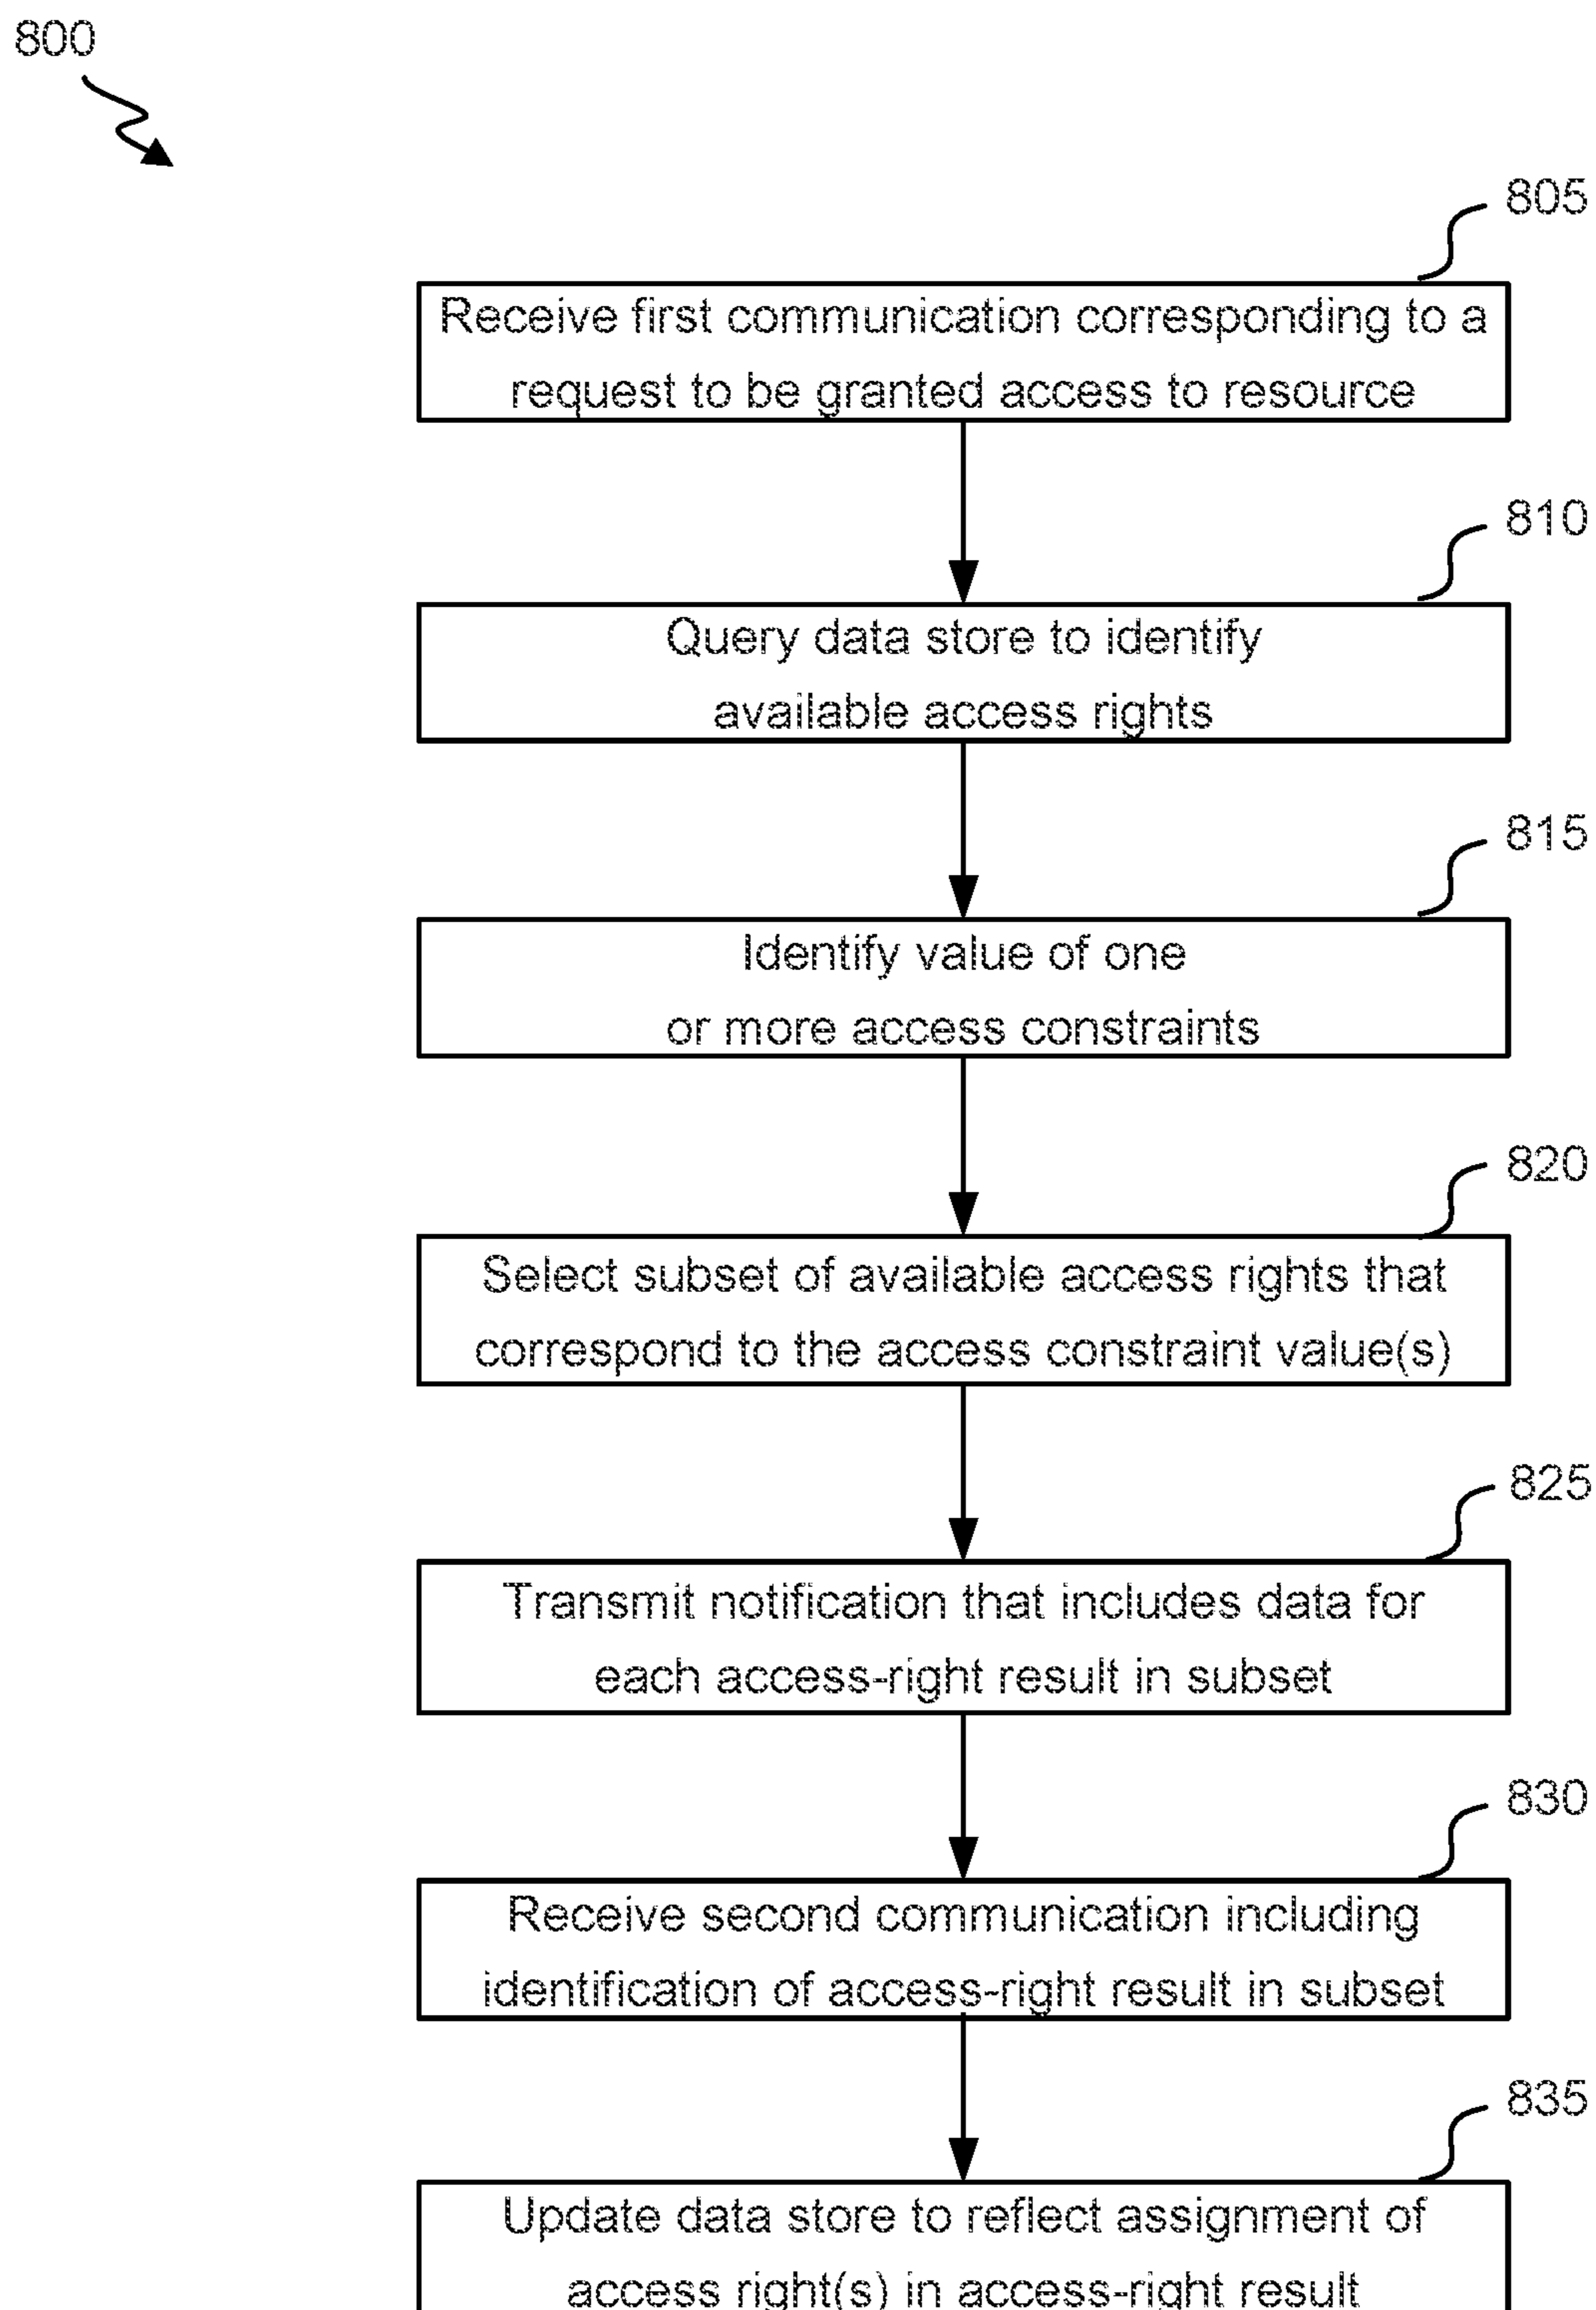 800
805
Receive first communication corresponding to a
request to be granted access to resource
810
Query data store to identify
available access rights
815
Identify value of one
or more access constraints
820
Select subset of available access rights that
correspond to the access constraint value(s)
825
Transmit notification that includes data for
each access-right result in subset
830
Receive second communication including
identification of access-right result in subset
835
Update data store to reflect assignment of
access right(s) in access-right result